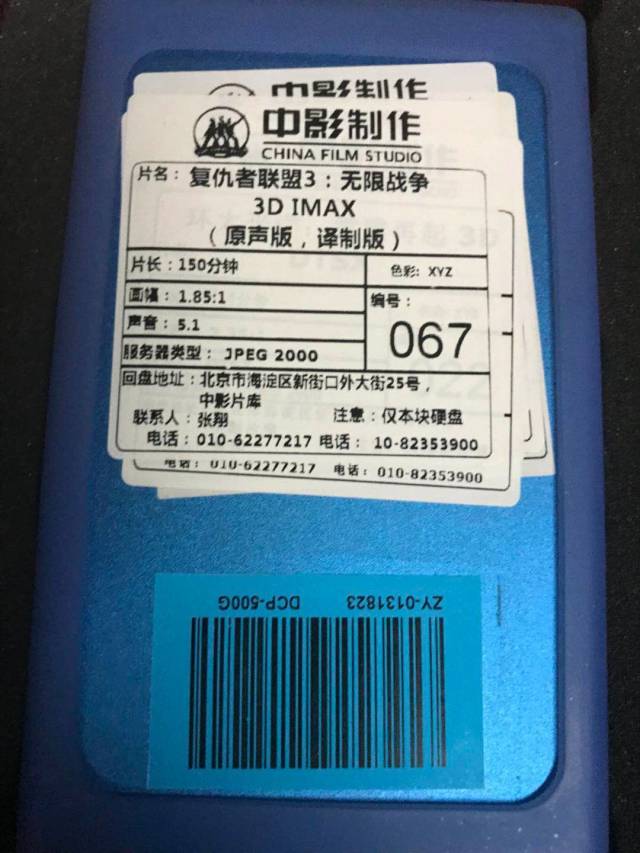 中影制作
中影制作
CHINA FILM STUDIO
片名：复仇者联盟3：无限战争
3D IMAX
（原声版，译制版）
片长：150分钟
色彩: XYZ
画幅：1.85:1
编号：
067
声音：5.1
服务器类型：JPEG 2000
回盘地址：北京市海淀区新街口外大街25号，
中影片库
联系人：张翔
注意：仅本块硬盘
电话：010-62277217 电话：10-82353900
电话：010-62277217 电话：010-82353900
ZY-0131823 DCP-500G